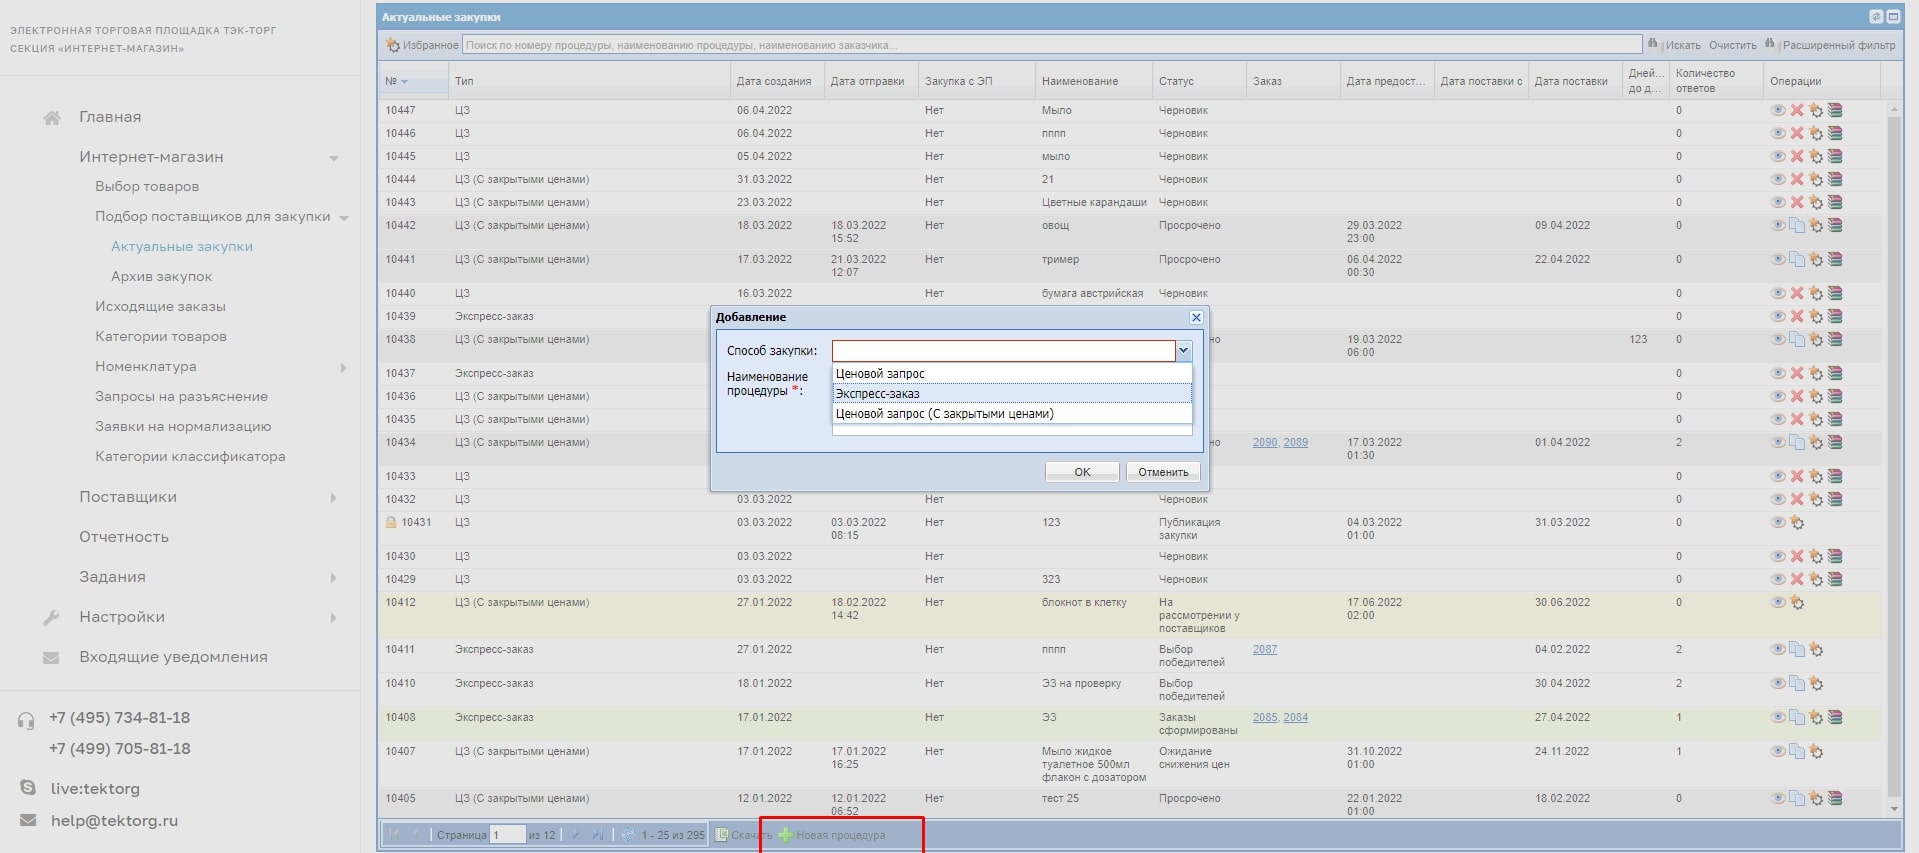 ЭЛЕКТРОННАЯ ТОРГОВАЯ ПЛОЩАДКА ТЭК-ТОРГ
СЕКЦИЯ «ИНТЕРНЕТ-МАГАЗИН»
Главная
Интернет-магазин
Выбор товаров
Подбор поставщиков для закупки
Актуальные закупки
Архив закупок
Исходящие заказы
Категории товаров
Номенклатура
Запросы на разъяснение
Заявки на нормализацию
Категории классификатора
Поставщики
Отчетность
Задания
Настройки
Входящие уведомления
+7 (495) 734-81-18
+7 (499) 705-81-18
live:tektorg
help@tektorg.ru
Актуальные закупки
Избранное Поиск по номеру процедуры, наименованию процедуры, наименованию заказчика... Искать Очистить Расширенный фильтр
№ Тип Дата создания Дата отправки Закупка с ЭП Наименование Статус Заказ Дата предост... Дата поставки с Дата поставки Дней... до д... Количество ответов Операции
10447 ЦЗ 06.04.2022 Нет Мыло Черновик 0
10446 ЦЗ 06.04.2022 Нет пппп Черновик 0
10445 ЦЗ 05.04.2022 Нет мыло Черновик 0
10444 ЦЗ (С закрытыми ценами) 31.03.2022 Нет 21 Черновик 0
10443 ЦЗ (С закрытыми ценами) 23.03.2022 Нет Цветные карандаши Черновик 0
10442 ЦЗ (С закрытыми ценами) 18.03.2022 18.03.2022 15:52 Нет овощ Просрочено 29.03.2022 23:00 09.04.2022 0
10441 ЦЗ (С закрытыми ценами) 17.03.2022 21.03.2022 12:07 Нет тример Просрочено 06.04.2022 00:30 22.04.2022 0
10440 ЦЗ 16.03.2022 Нет бумага австрийская Черновик 0
10439 Экспресс-заказ 0
10438 ЦЗ (С закрытыми ценами) но 19.03.2022 06:00 123 0
10437 Экспресс-заказ 0
10436 ЦЗ (С закрытыми ценами) 0
10435 ЦЗ (С закрытыми ценами) 0
10434 ЦЗ (С закрытыми ценами) но 2090, 2089 17.03.2022 01:30 01.04.2022 2
10433 ЦЗ 0
10432 ЦЗ 03.03.2022 Нет Черновик 0
10431 ЦЗ 03.03.2022 03.03.2022 08:15 Нет 123 Публикация закупки 04.03.2022 01:00 31.03.2022 0
10430 ЦЗ 03.03.2022 Нет Черновик 0
10429 ЦЗ 03.03.2022 Нет 323 Черновик 0
10412 ЦЗ (С закрытыми ценами) 27.01.2022 18.02.2022 14:42 Нет блокнот в клетку На рассмотрении у поставщиков 17.06.2022 02:00 30.06.2022 0
10411 Экспресс-заказ 27.01.2022 Нет пппп Выбор победителей 2087 04.02.2022 2
10410 Экспресс-заказ 18.01.2022 Нет ЭЗ на проверку Выбор победителей 30.04.2022 2
10408 Экспресс-заказ 17.01.2022 Нет ЭЗ Заказы сформированы 2085, 2084 27.04.2022 1
10407 ЦЗ (С закрытыми ценами) 17.01.2022 17.01.2022 16:25 Нет Мыло жидкое туалетное 500мл флакон с дозатором Ожидание снижения цен 31.10.2022 01:00 24.11.2022 1
10405 ЦЗ (С закрытыми ценами) 12.01.2022 12.01.2022 06:52 Нет тест 25 Просрочено 22.01.2022 01:00 18.02.2022 0
Страница 1 из 12 1 - 25 из 295 Скачать Новая процедура
Добавление
Способ закупки:
Наименование
процедуры *:
Ценовой запрос
Экспресс-заказ
Ценовой запрос (С закрытыми ценами)
OK Отменить